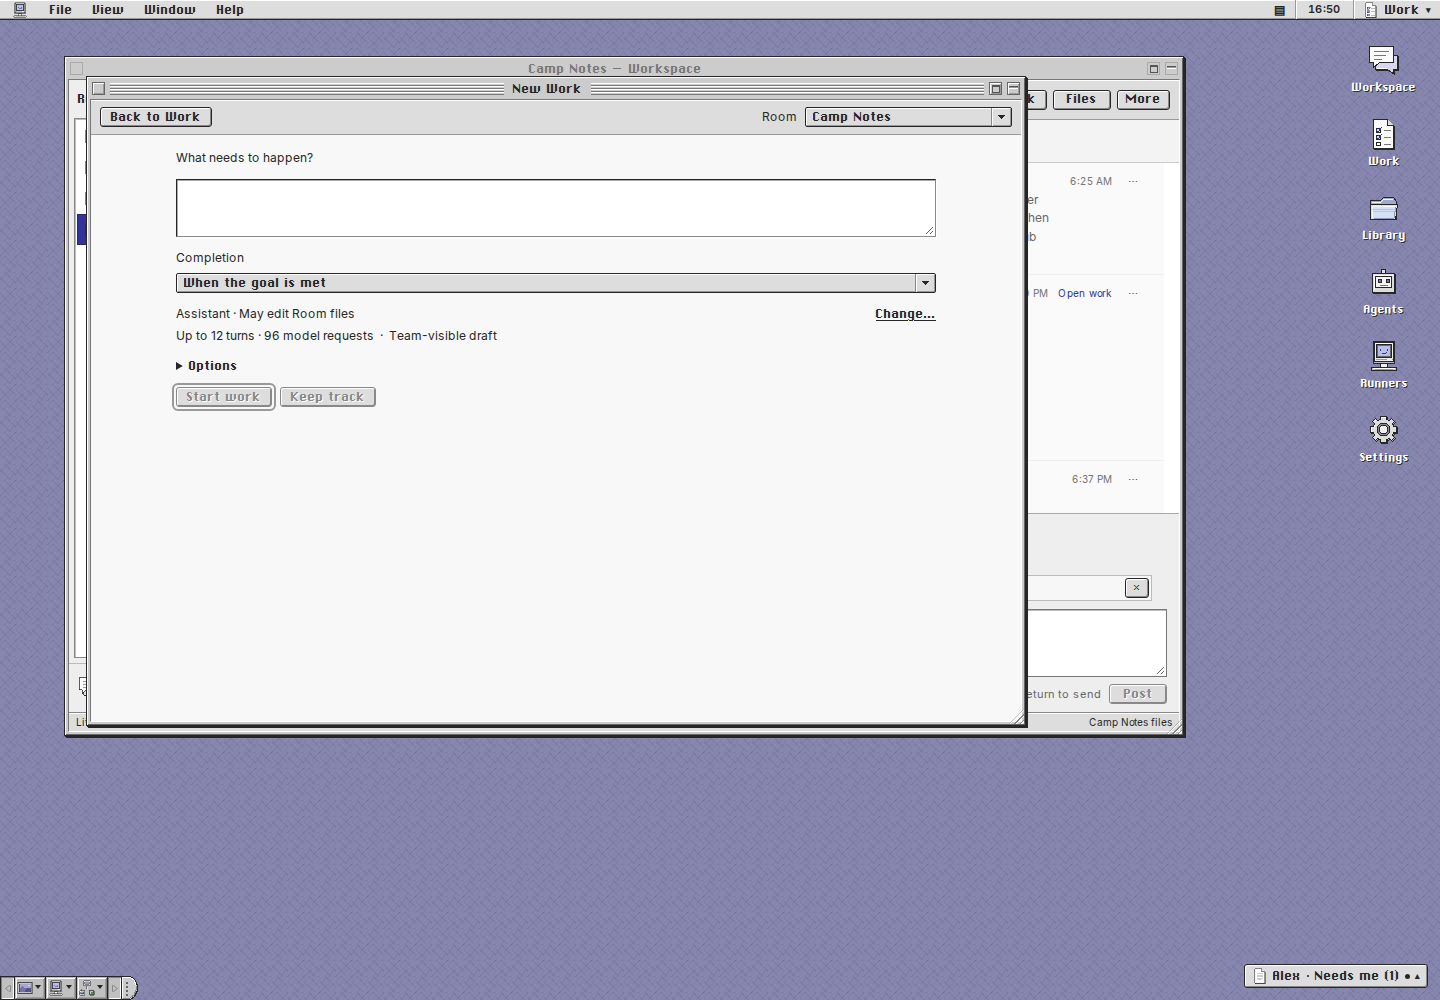 File View Window Help
16:50
Work
Camp Notes — Workspace
New Work
Back to Work
Room
Camp Notes
Files
More
What needs to happen?
Completion
When the goal is met
Assistant · May edit Room files
Change...
Up to 12 turns · 96 model requests · Team-visible draft
Options
Start work
Keep track
6:25 AM
PM
Open work
6:37 PM
to send
Post
Camp Notes files
Workspace
Work
Library
Agents
Runners
Settings
Alex · Needs me (1)